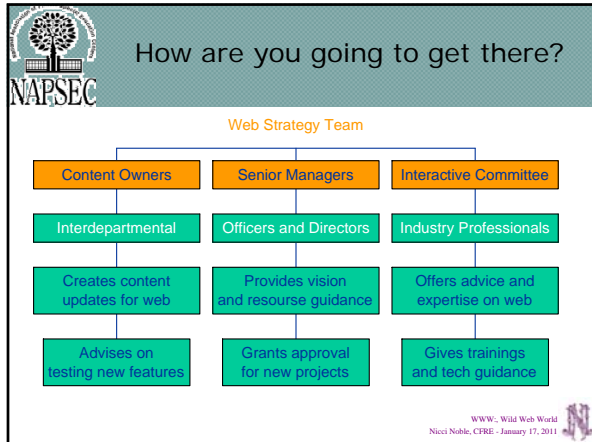 How are you going to get there?
NAPSEC
Web Strategy Team
Content Owners
Senior Managers
Interactive Committee
Interdepartmental
Officers and Directors
Industry Professionals
Creates content
updates for web
Provides vision
and resourse guidance
Offers advice and
expertise on web
Advises on
testing new features
Grants approval
for new projects
Gives trainings
and tech guidance
WWW:, Wild Web World
Nicci Noble, CFRE - January 17, 2011
N